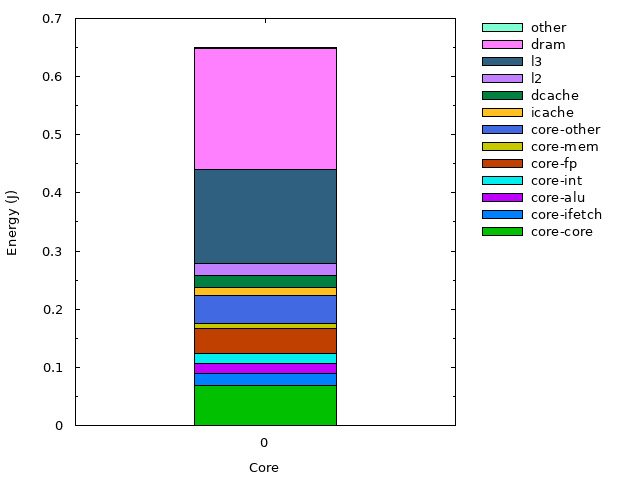 0.7
0.6
0.5
0.4
0.3
0.2
0.1
0
Energy (J)
0
Core
other
dram
l3
l2
dcache
icache
core-other
core-mem
core-fp
core-int
core-alu
core-ifetch
core-core